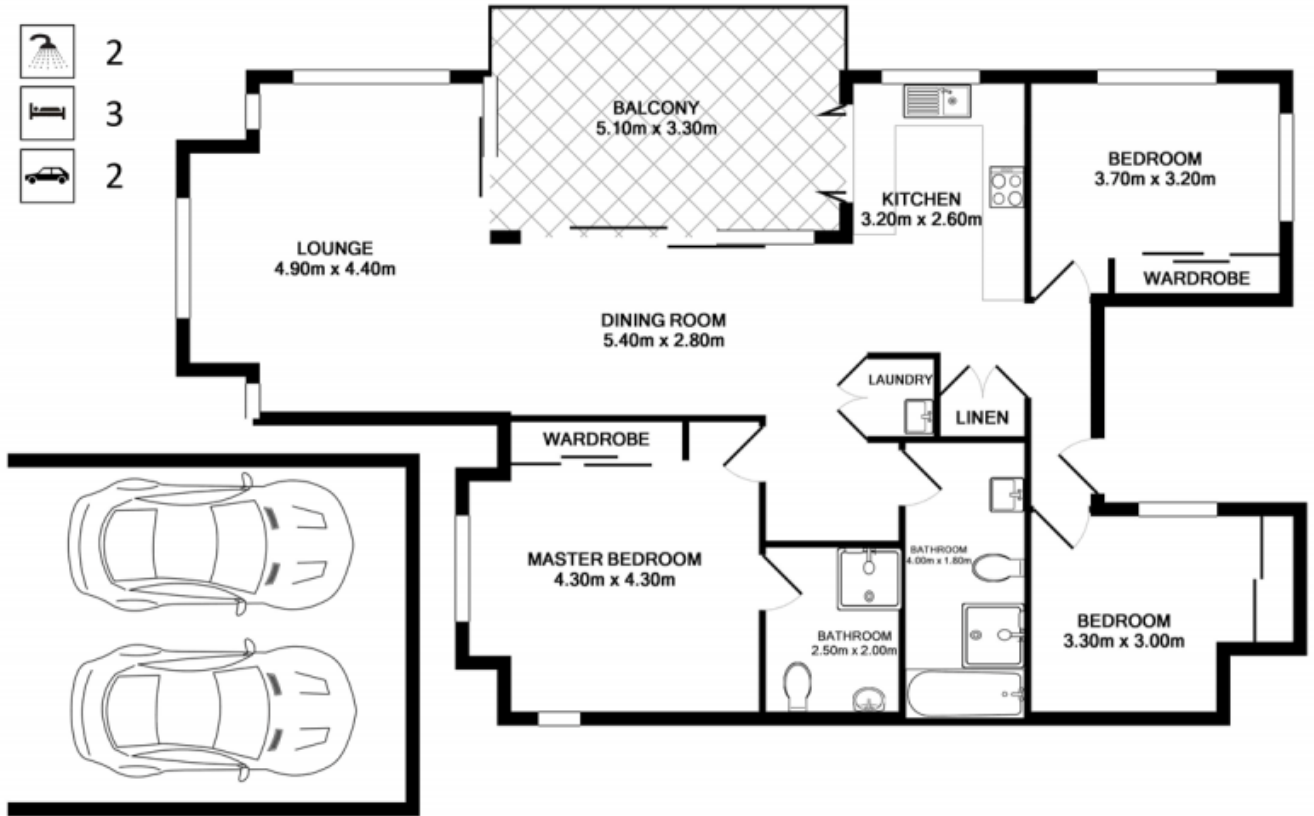 2
3
2
BALCONY
5.10m x 3.30m
KITCHEN
3.20m x 2.60m
BEDROOM
3.70m x 3.20m
WARDROBE
LOUNGE
4.90m x 4.40m
DINING ROOM
5.40m x 2.80m
LAUNDRY
LINEN
WARDROBE
MASTER BEDROOM
4.30m x 4.30m
BATHROOM
4.00m x 1.80m
BATHROOM
2.50m x 2.00m
BEDROOM
3.30m x 3.00m